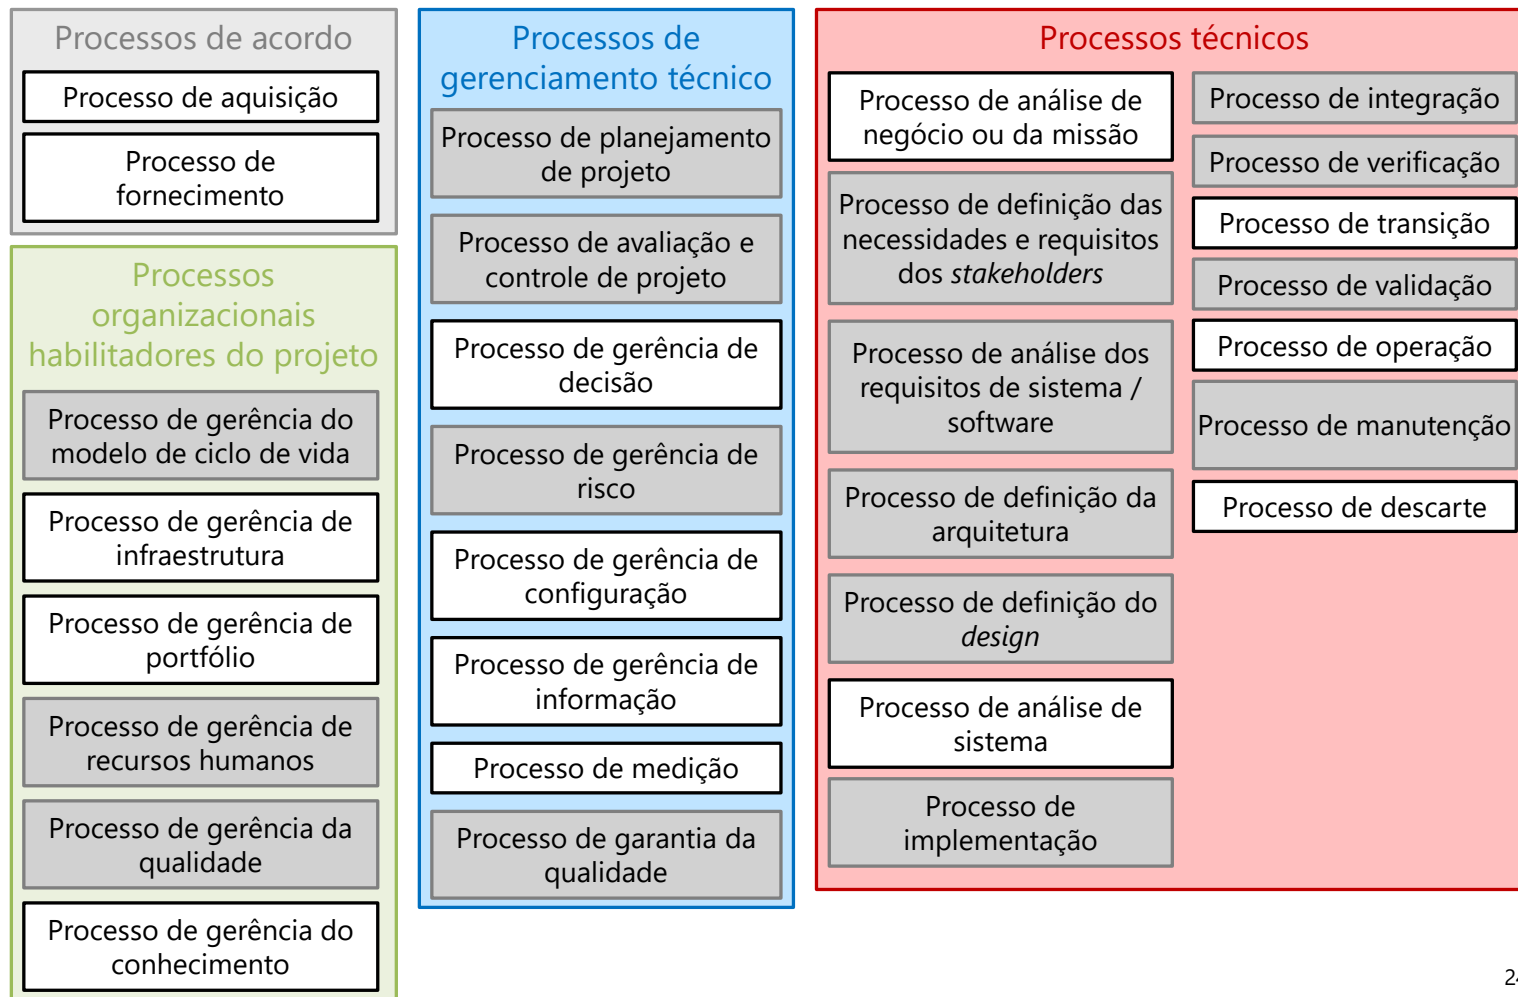 Processos de acordo
Processo de aquisição
Processo de
fornecimento
Processos
organizacionais
habilitadores do projeto
Processo de gerência do
modelo de ciclo de vida
Processo de gerência de
infraestrutura
Processo de gerência de
portfólio
Processo de gerência de
recursos humanos
Processo de gerência da
qualidade
Processo de gerência do
conhecimento
Processos de
gerenciamento técnico
Processo de planejamento
de projeto
Processo de avaliação e
controle de projeto
Processo de gerência de
decisão
Processo de gerência de
risco
Processo de gerência de
configuração
Processo de gerência de
informação
Processo de medição
Processo de garantia da
qualidade
Processos técnicos
Processo de análise de
negócio ou da missão
Processo de definição das
necessidades e requisitos
dos stakeholders
Processo de análise dos
requisitos de sistema /
software
Processo de definição da
arquitetura
Processo de definição do
design
Processo de análise de
sistema
Processo de
implementação
Processo de integração
Processo de verificação
Processo de transição
Processo de validação
Processo de operação
Processo de manutenção
Processo de descarte